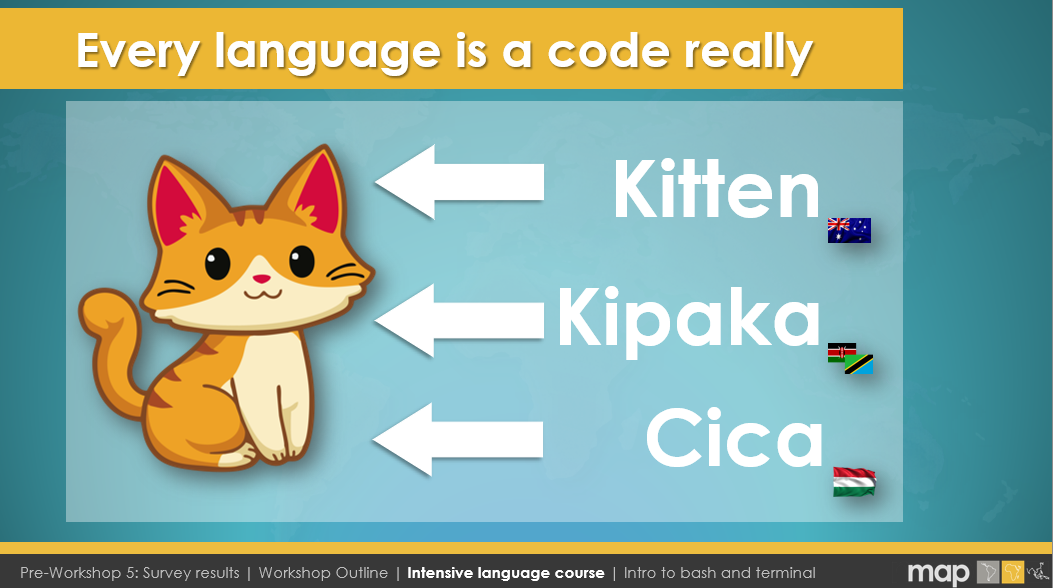 Every language is a code really
Kitten
Kipaka
Cica
Pre-Workshop 5: Survey results | Workshop Outline | Intensive language course | Intro to bash and terminal
map